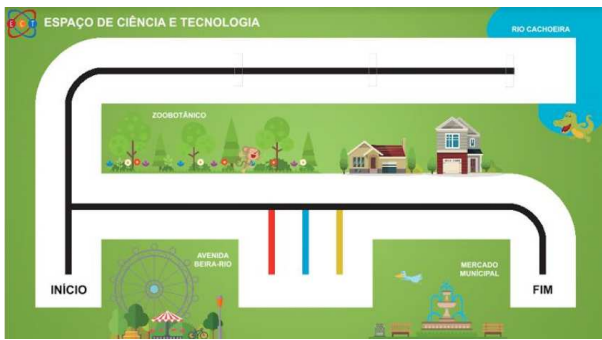 E C T
ESPAÇO DE CIÊNCIA E TECNOLOGIA
RIO CACHOEIRA
ZOOBOTÂNICO
AVENIDA
BEIRA-RIO
MERCADO
MUNICIPAL
INÍCIO
FIM